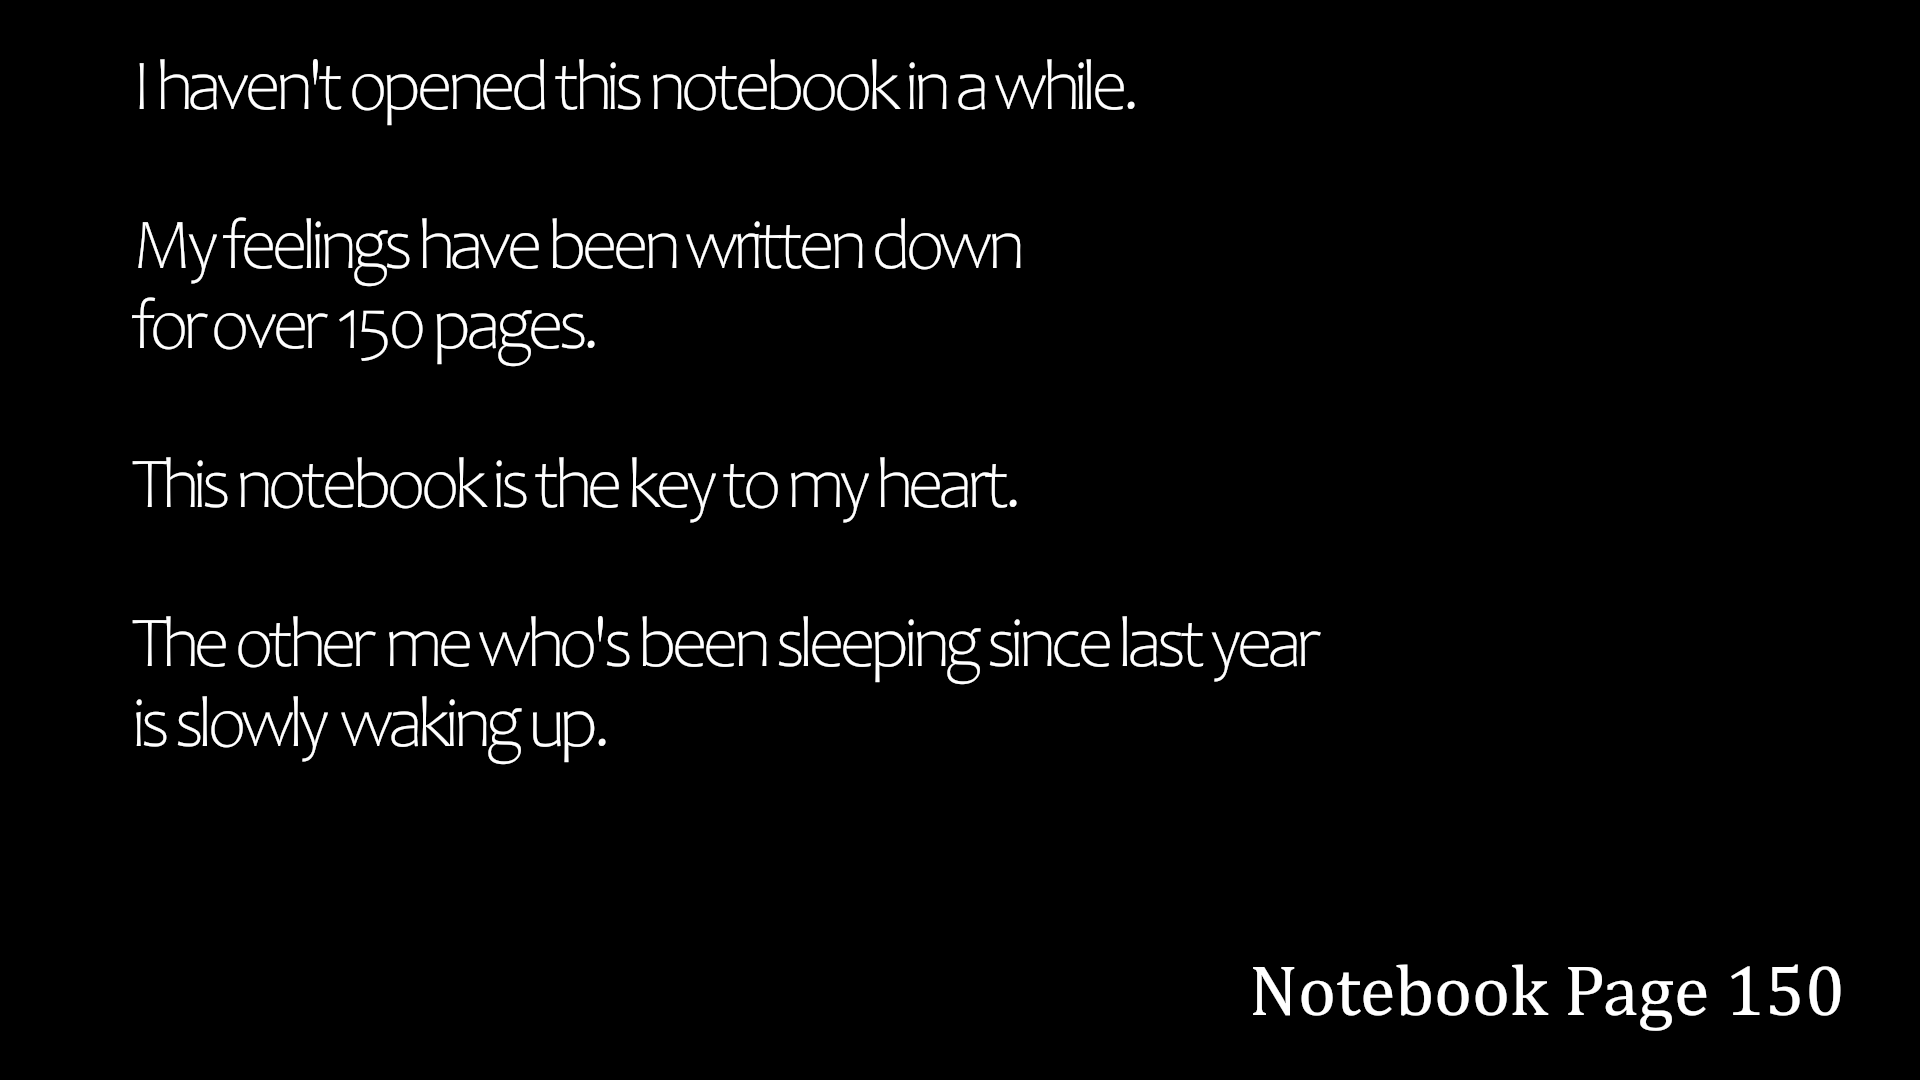 I haven't opened this notebook in a while.
My feelings have been written down
for over 150 pages.
This notebook is the key to my heart.
The other me who's been sleeping since last year
is slowly waking up.
Notebook Page 150